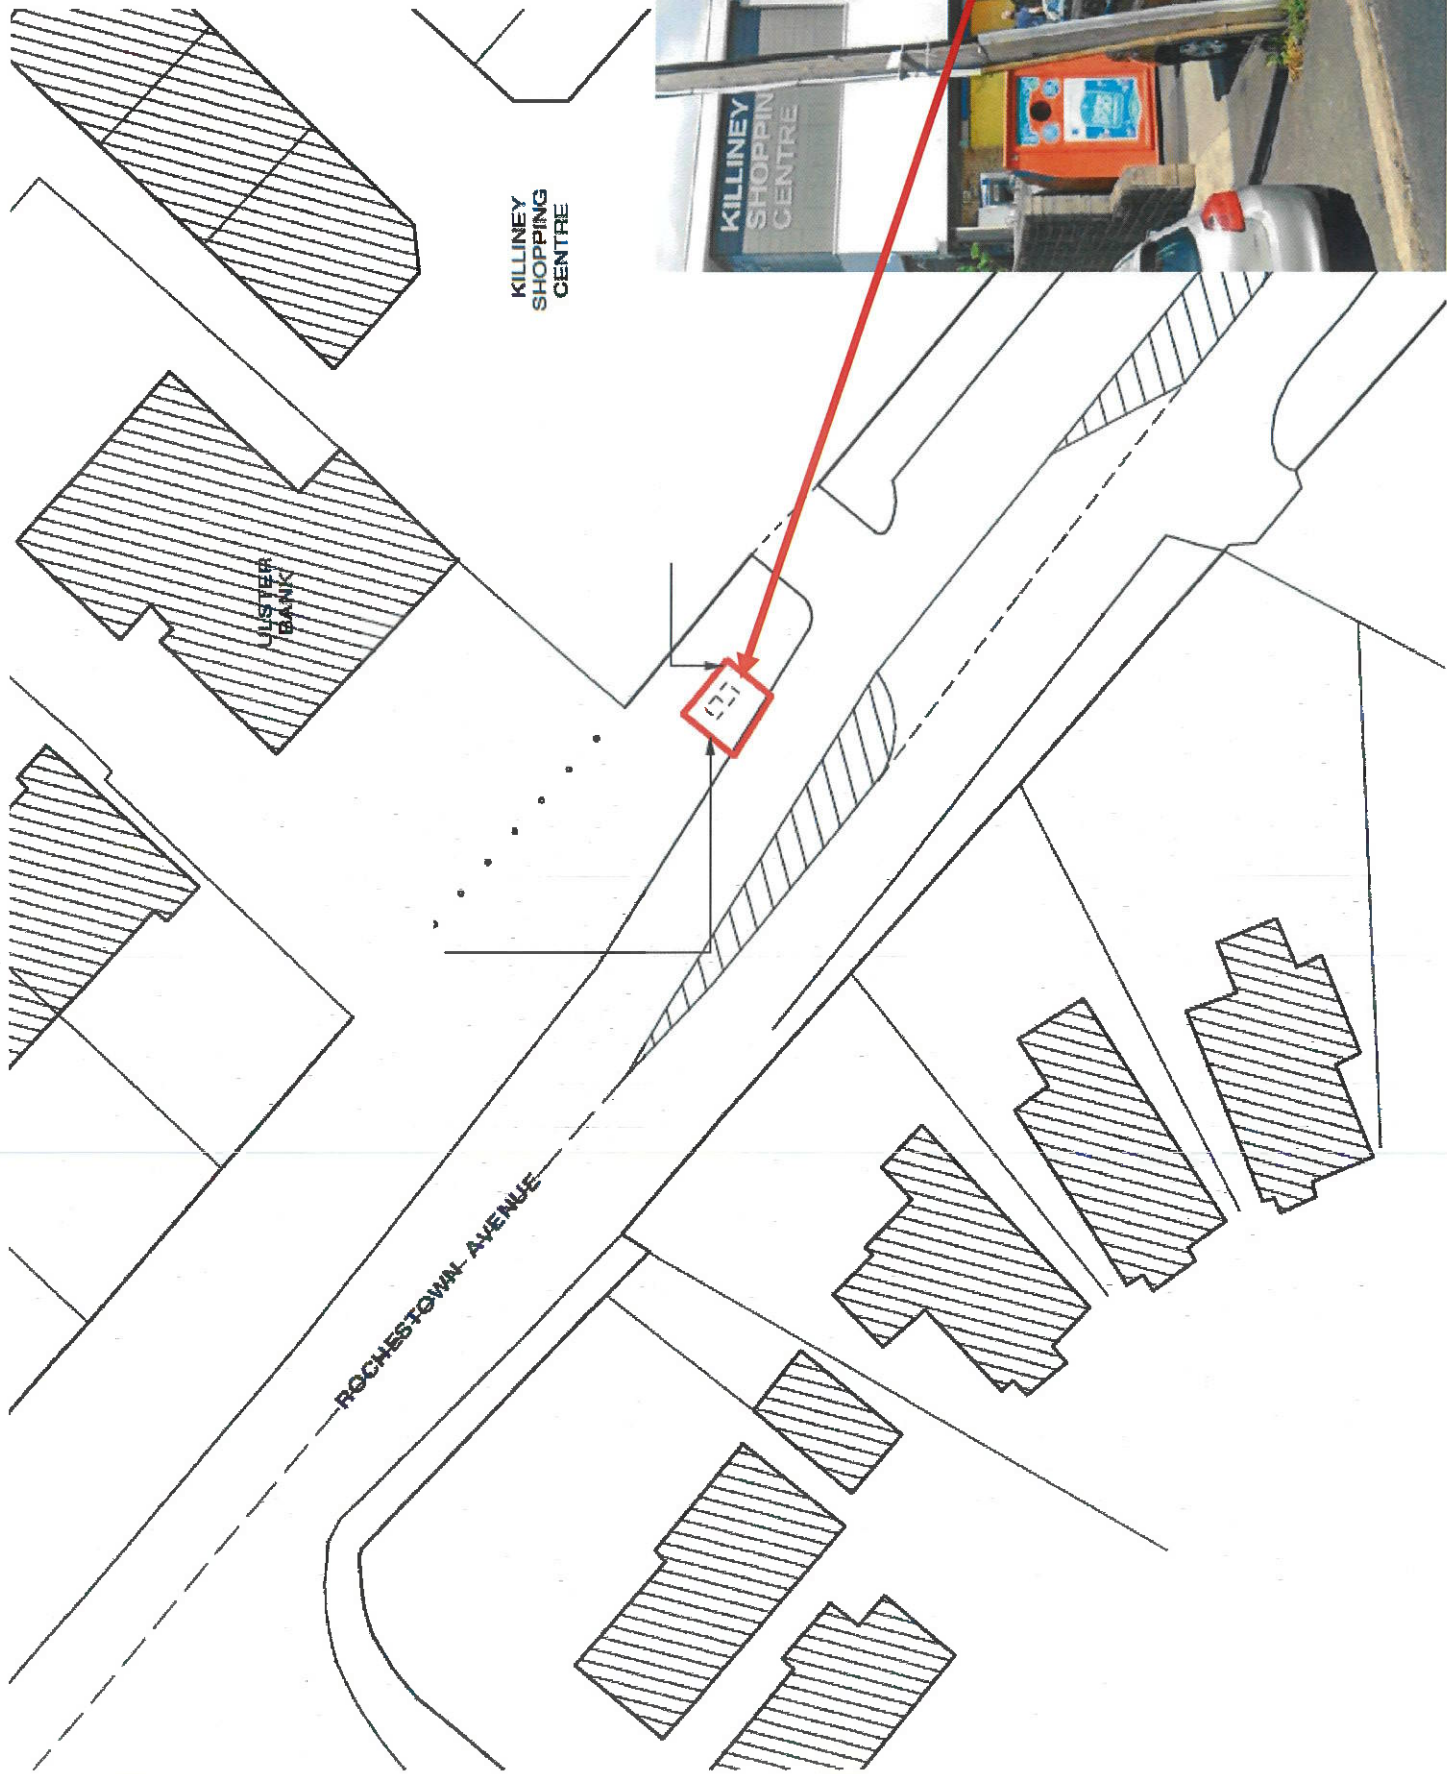 KILLINEY
SHOPPING
CENTRE
KILLINEY
SHOPPIN
CENTRE
ULSTER
BANK
ROCHESTOWN AVENUE